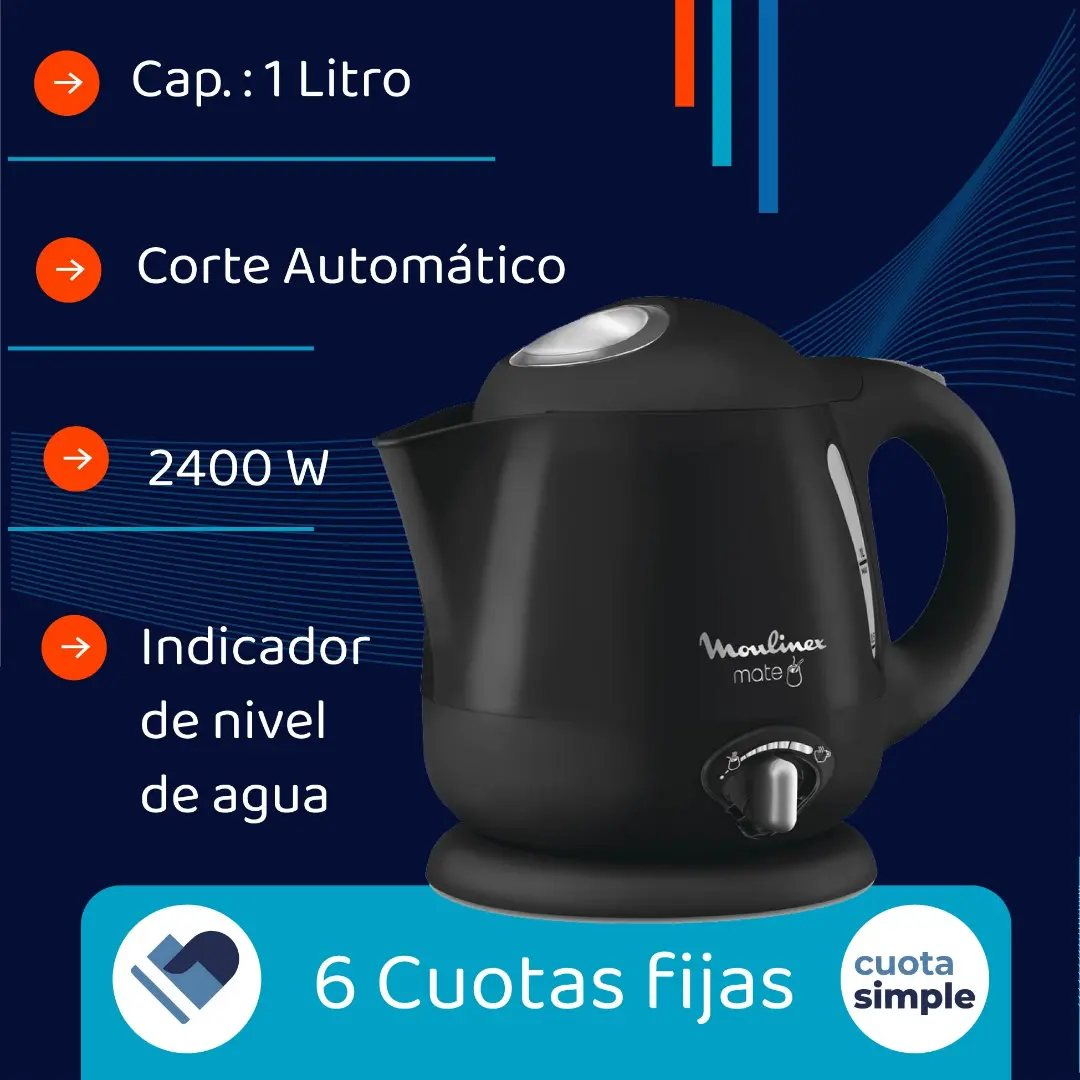 Cap. : 1 Litro
Corte Automático
2400 W
Indicador
de nivel
de agua
Moulinex
mate
6 Cuotas fijas
cuota
simple